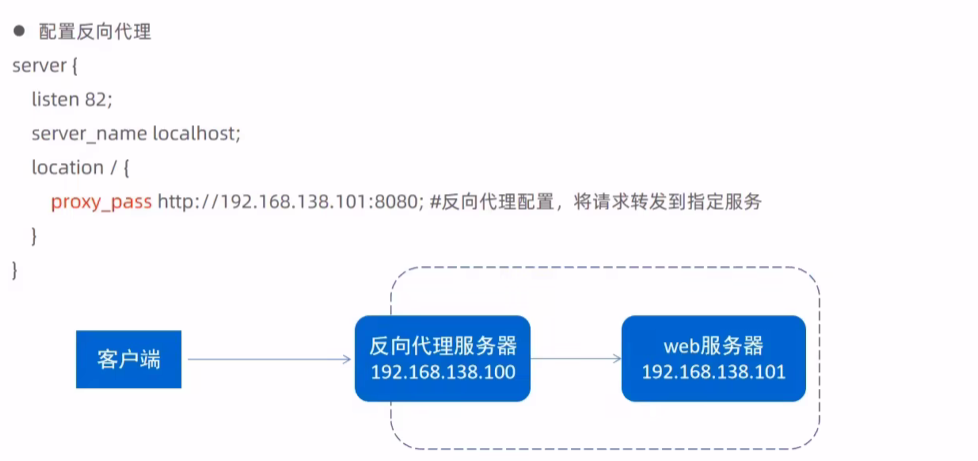 ● 配置反向代理
server {
listen 82;
server_name localhost;
location / {
proxy_pass http://192.168.138.101:8080; #反向代理配置，将请求转发到指定服务
}
}
客户端
反向代理服务器
192.168.138.100
web服务器
192.168.138.101